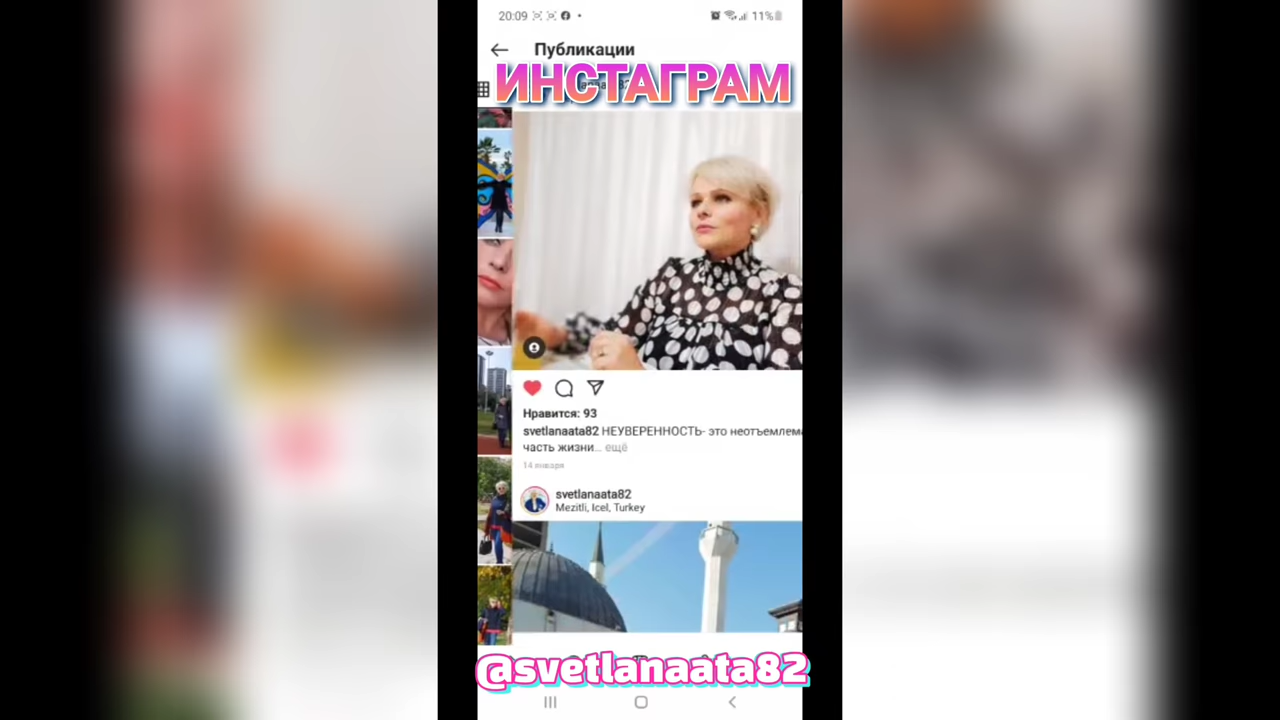 20:09
11%
Публикации
ИНСТАГРАМ
Нравится: 93
svetlanaata82 НЕУВЕРЕННОСТЬ- это неотъемлема
часть жизни... ещё
14 января
svetlanaata82
Mezitli, Icel, Turkey
@svetlanaata82